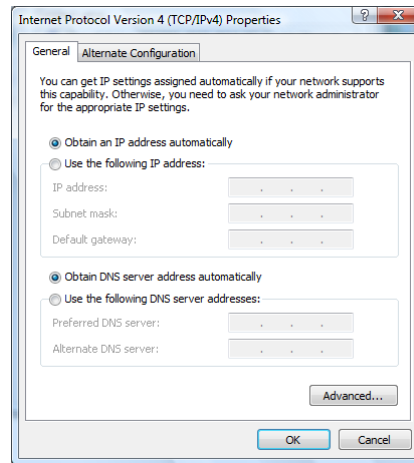 Internet Protocol Version 4 (TCP/IPv4) Properties
General
Alternate Configuration
You can get IP settings assigned automatically if your network supports
this capability. Otherwise, you need to ask your network administrator
for the appropriate IP settings.
Obtain an IP address automatically
Use the following IP address:
IP address:
Subnet mask:
Default gateway:
Obtain DNS server address automatically
Use the following DNS server addresses:
Preferred DNS server:
Alternate DNS server:
Advanced...
OK
Cancel